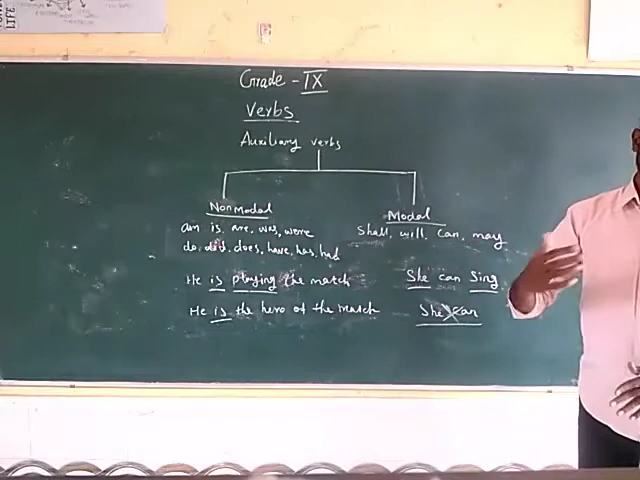 LIFE
Grade - IX
Verbs
Auxiliary verbs
Non modal
am is, are, was, were
do, did, does, have, has, had
He is playing the match
He is the hero of the match
Modal
Shall, will, Can, may
She can Sing
She can